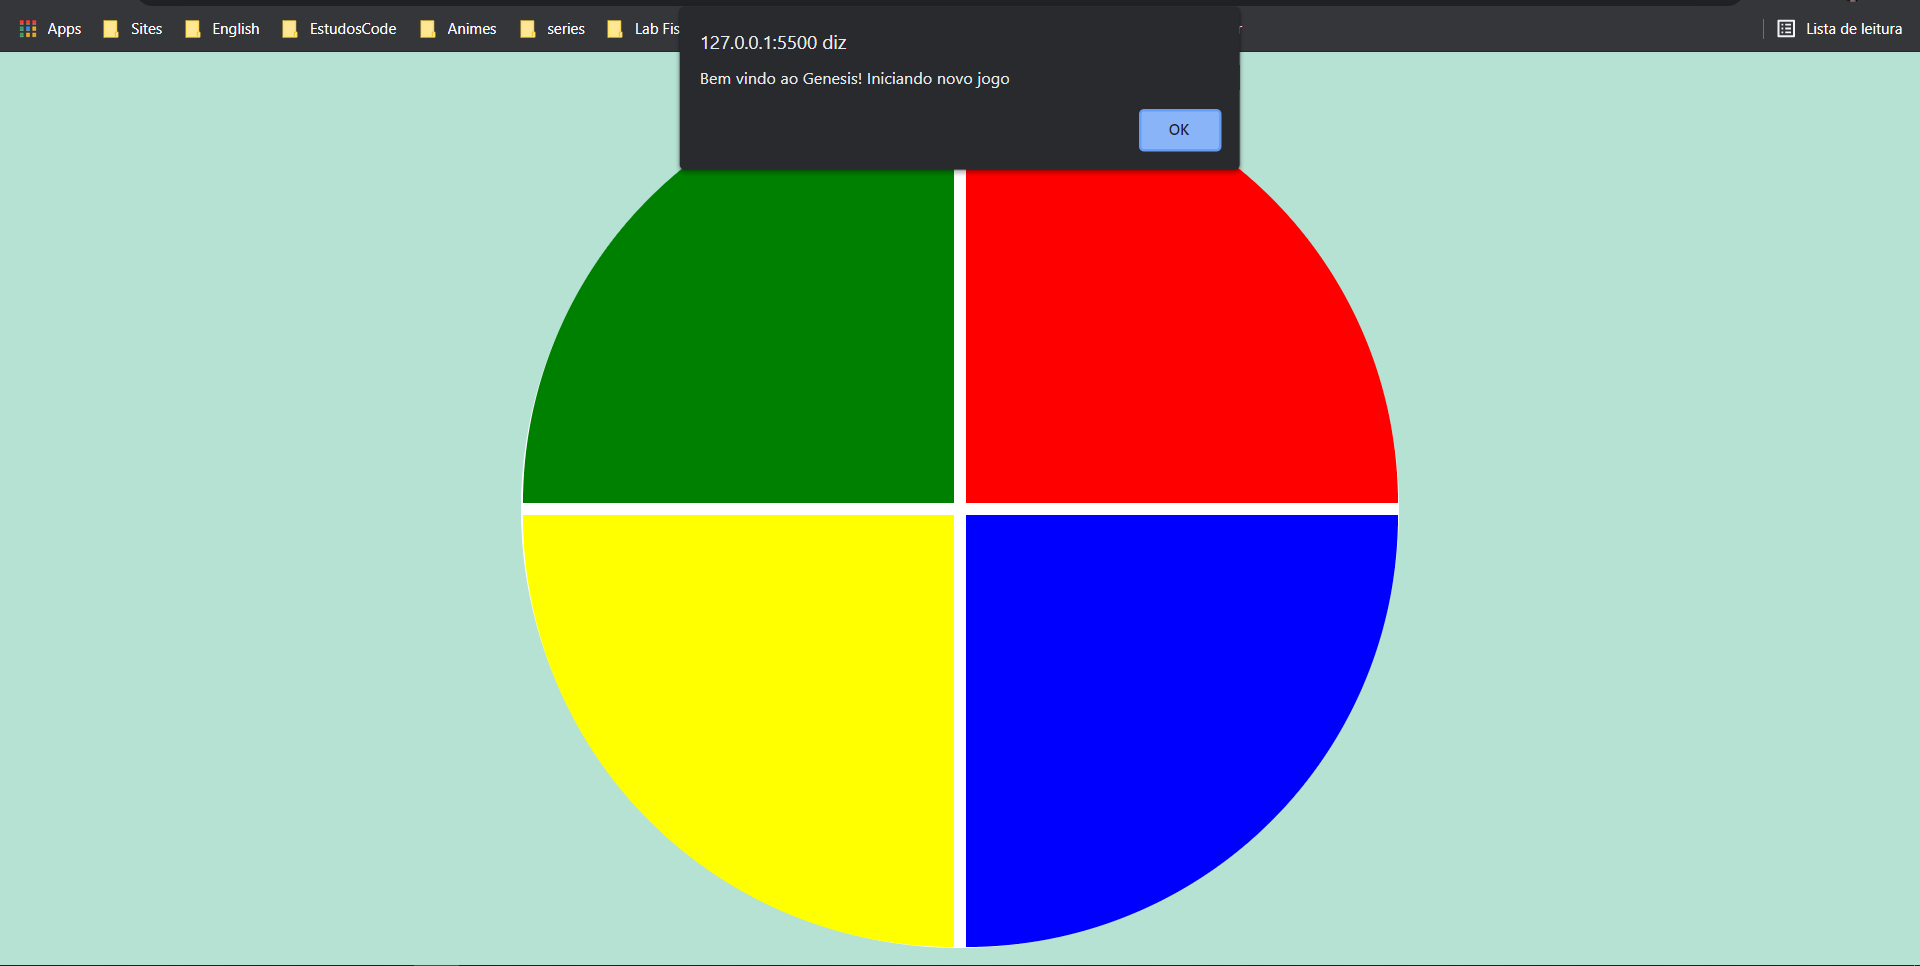 Apps Sites English EstudosCode Animes series Lab Fis Lista de leitura
127.0.0.1:5500 diz
Bem vindo ao Genesis! Iniciando novo jogo
OK